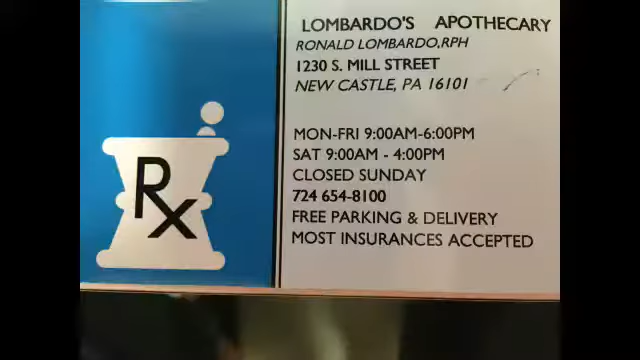 LOMBARDO'S APOTHECARY
RONALD LOMBARDO,RPH
1230 S. MILL STREET
NEW CASTLE, PA 16101
MON-FRI 9:00AM-6:00PM
SAT 9:00AM - 4:00PM
CLOSED SUNDAY
724 654-8100
FREE PARKING & DELIVERY
MOST INSURANCES ACCEPTED
Rx